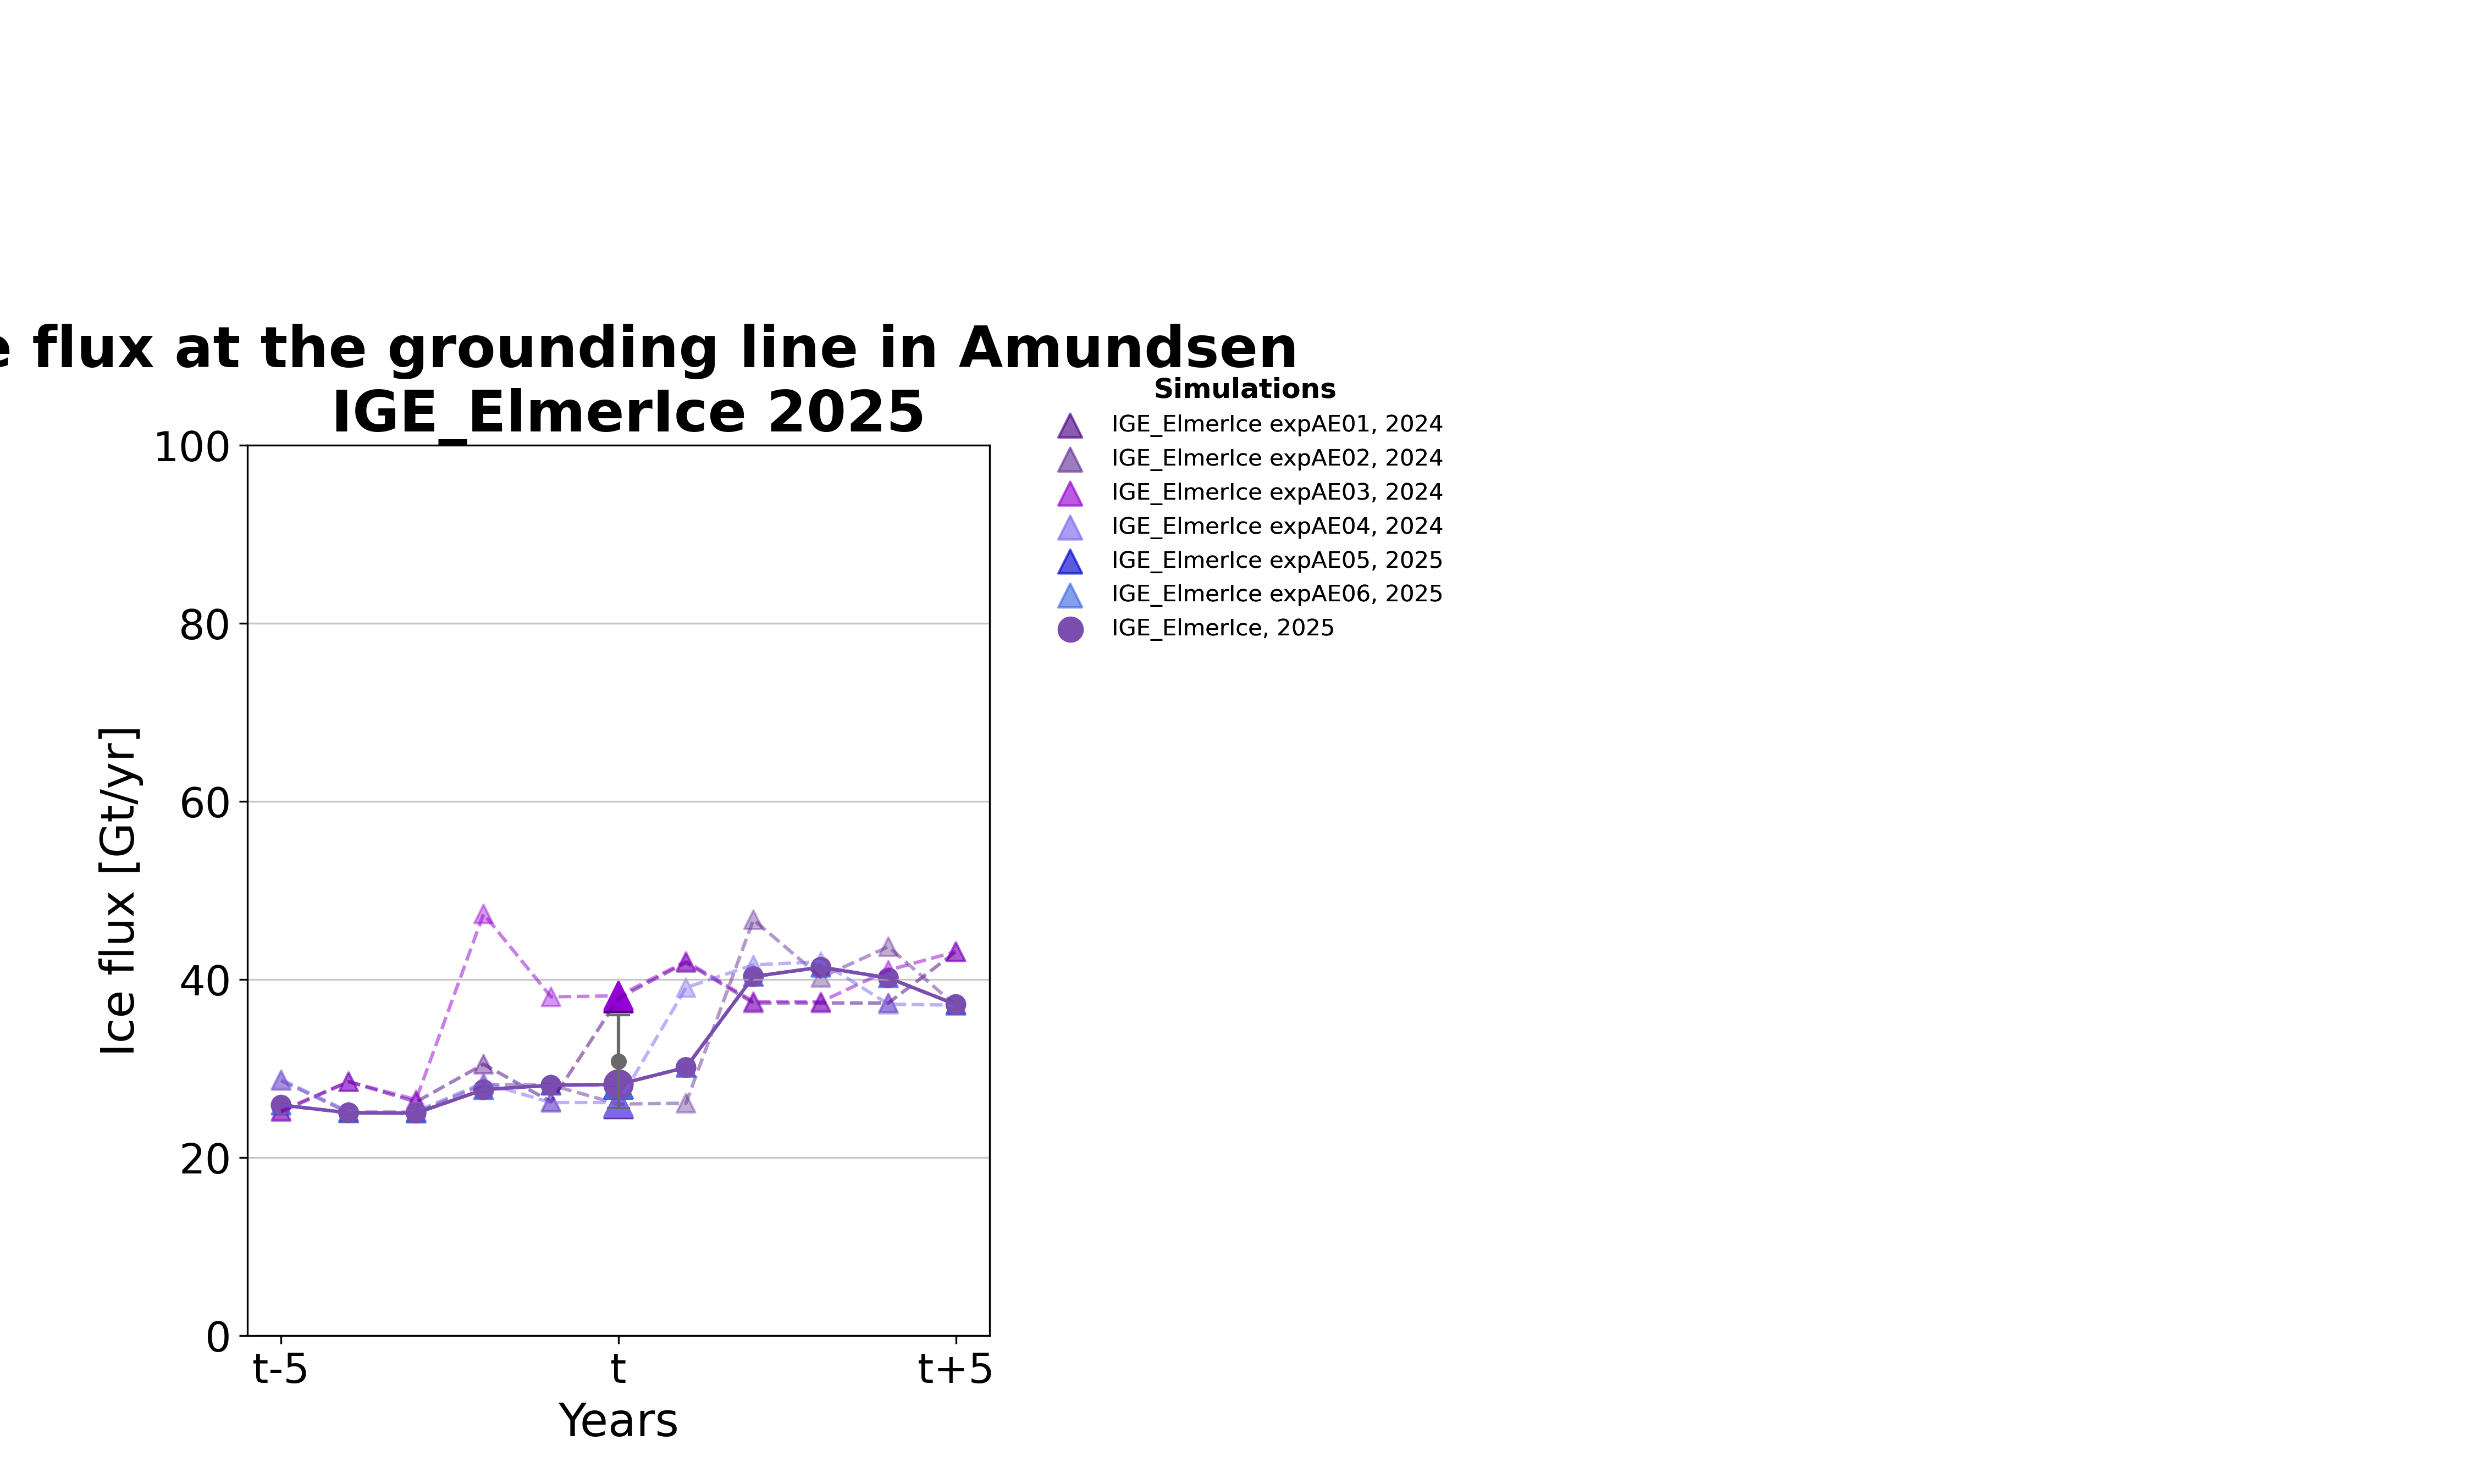 flux at the grounding line in Amundsen
IGE_ElmerIce 2025
Simulations
IGE_ElmerIce expAE01, 2024
IGE_ElmerIce expAE02, 2024
IGE_ElmerIce expAE03, 2024
IGE_ElmerIce expAE04, 2024
IGE_ElmerIce expAE05, 2025
IGE_ElmerIce expAE06, 2025
IGE_ElmerIce, 2025
100
80
60
40
20
0
Ice flux [Gt/yr]
t-5
t
t+5
Years